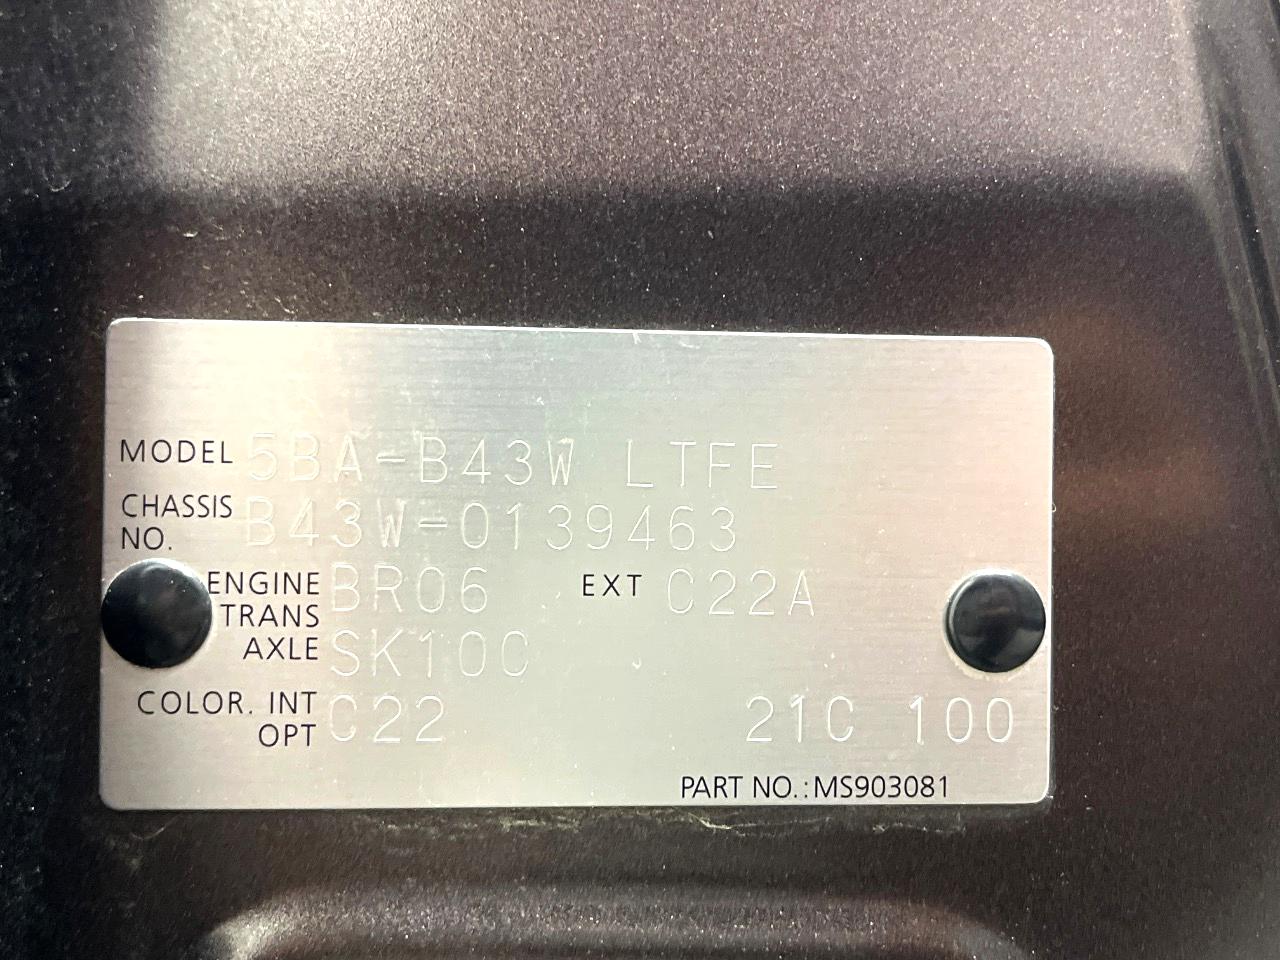 MODEL 5BA-B43W LTFE
CHASSIS NO. B43W-0139463
ENGINE BR06 EXT C22A
TRANS AXLE SK10C
COLOR. INT C22 21C 100
OPT
PART NO.:MS903081